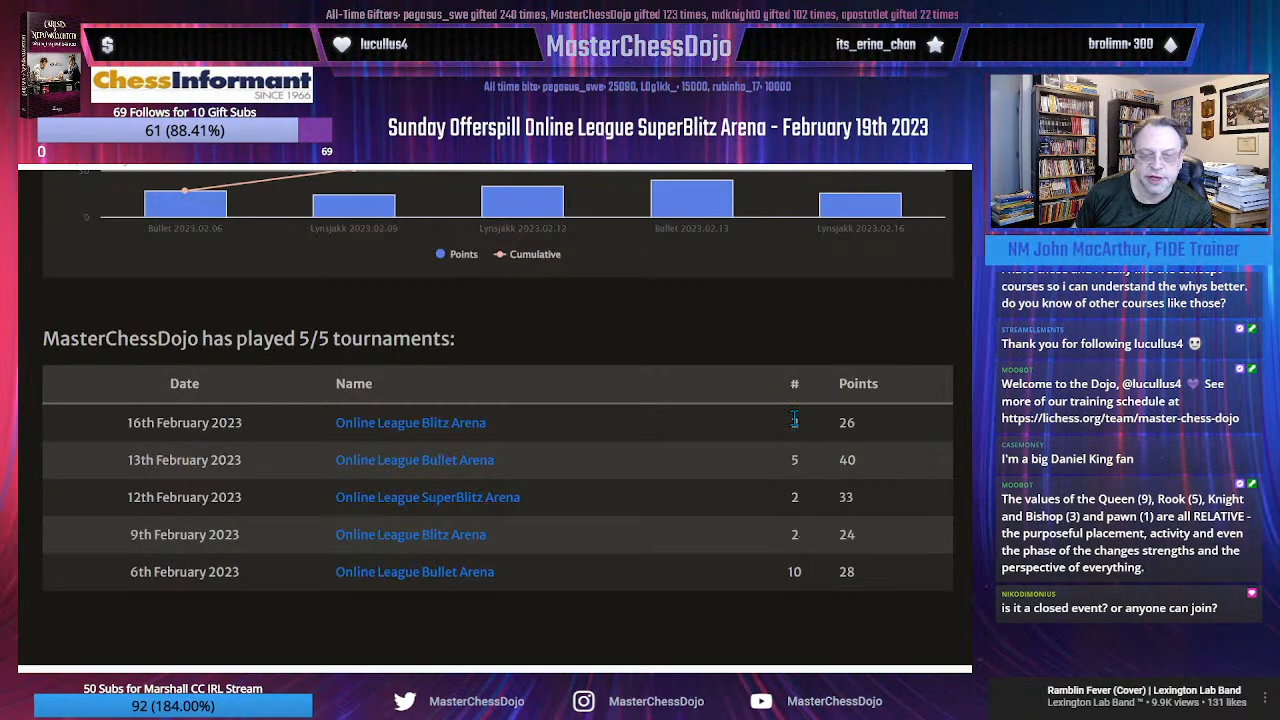 All-Time Gifters• pegasus_swe gifted 240 times, MasterChessDojo gifted 123 times, mdknight0 gifted 102 times, apostatlet gifted 22 times
$
lucullus4
MasterChessDojo
its_erina_chan
brolimn• 300
ChessInformant
SINCE 1966
All time bits• pegasus_swe• 25090, L0g1kk_• 15000, rubinho_17• 10000
69 Follows for 10 Gift Subs
61 (88.41%)
0
69
Sunday Offerspill Online League SuperBlitz Arena - February 19th 2023
0
Bullet 2023.02.06
Lynsjakk 2023.02.09
Lynsjakk 2023.02.12
Bullet 2023.02.13
Lynsjakk 2023.02.16
Points
Cumulative
MasterChessDojo has played 5/5 tournaments:
Date Name # Points
16th February 2023 Online League Blitz Arena 26
13th February 2023 Online League Bullet Arena 5 40
12th February 2023 Online League SuperBlitz Arena 2 33
9th February 2023 Online League Blitz Arena 2 24
6th February 2023 Online League Bullet Arena 10 28
NM John MacArthur, FIDE Trainer
courses so i can understand the whys better.
do you know of other courses like those?
STREAMELEMENTS
Thank you for following lucullus4
MOOBOT
Welcome to the Dojo, @lucullus4 💜 See
more of our training schedule at
https://lichess.org/team/master-chess-dojo
CASEMONEY
I'm a big Daniel King fan
MOOBOT
The values of the Queen (9), Rook (5), Knight
and Bishop (3) and pawn (1) are all RELATIVE -
the purposeful placement, activity and even
the phase of the changes strengths and the
perspective of everything.
NIKODIMONIUS
is it a closed event? or anyone can join?
50 Subs for Marshall CC IRL Stream
92 (184.00%)
MasterChessDojo
MasterChessDojo
MasterChessDojo
Ramblin Fever (Cover) | Lexington Lab Band
Lexington Lab Band ™ • 9.9K views • 131 likes